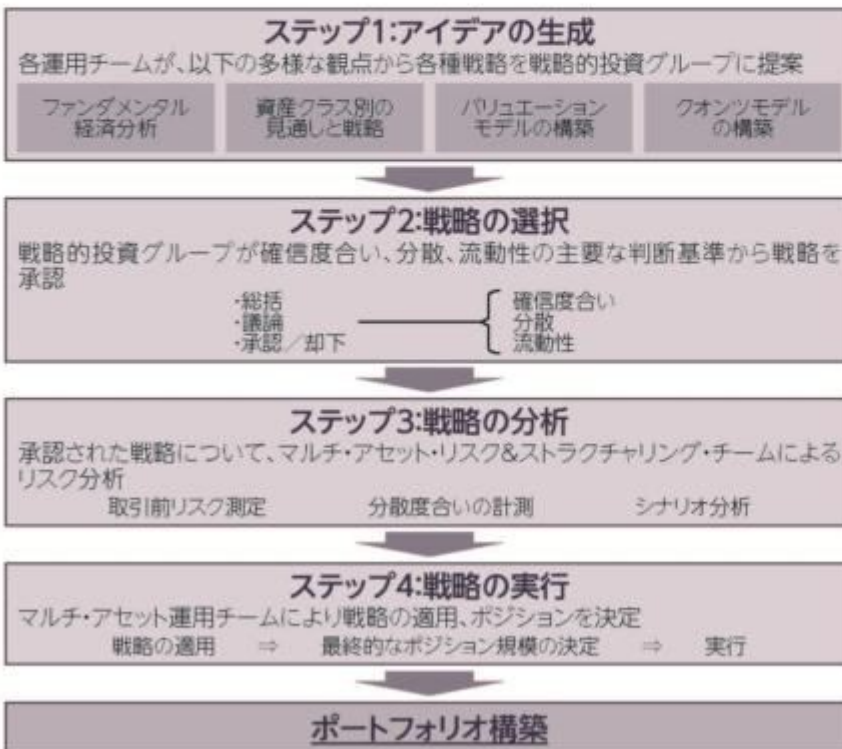 ステップ1:アイデアの生成
各運用チームが、以下の多様な観点から各種戦略を戦略的投資グループに提案
ファンダメンタル
経済分析
資産クラス別の
見通しと戦略
バリュエーション
モデルの構築
クオンツモデル
の構築
ステップ2:戦略の選択
戦略的投資グループが確信度合い、分散、流動性の主要な判断基準から戦略を
承認
・総括
・議論
・承認／却下
確信度合い
分散
流動性
ステップ3:戦略の分析
承認された戦略について、マルチ・アセット・リスク&ストラクチャリング・チームによる
リスク分析
取引前リスク測定 分散度合いの計測 シナリオ分析
ステップ4:戦略の実行
マルチ・アセット運用チームにより戦略の適用、ポジションを決定
戦略の適用 ⇒ 最終的なポジション規模の決定 ⇒ 実行
ポートフォリオ構築